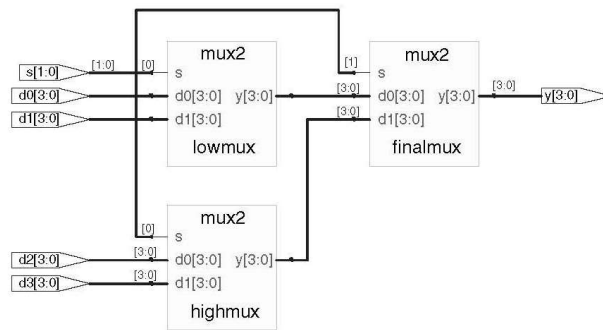 mux2
mux2
[1:0]
[0]
[1]
s[1:0]
s
s
d0[3:0]
d0[3:0]
y[3:0]
[3:0]
d0[3:0]
y[3:0]
[3:0]
y[3:0]
d1[3:0]
d1[3:0]
[3:0]
d1[3:0]
lowmux
finalmux
mux2
[0]
s
d2[3:0]
[3:0]
d0[3:0]
y[3:0]
d3[3:0]
[3:0]
d1[3:0]
highmux